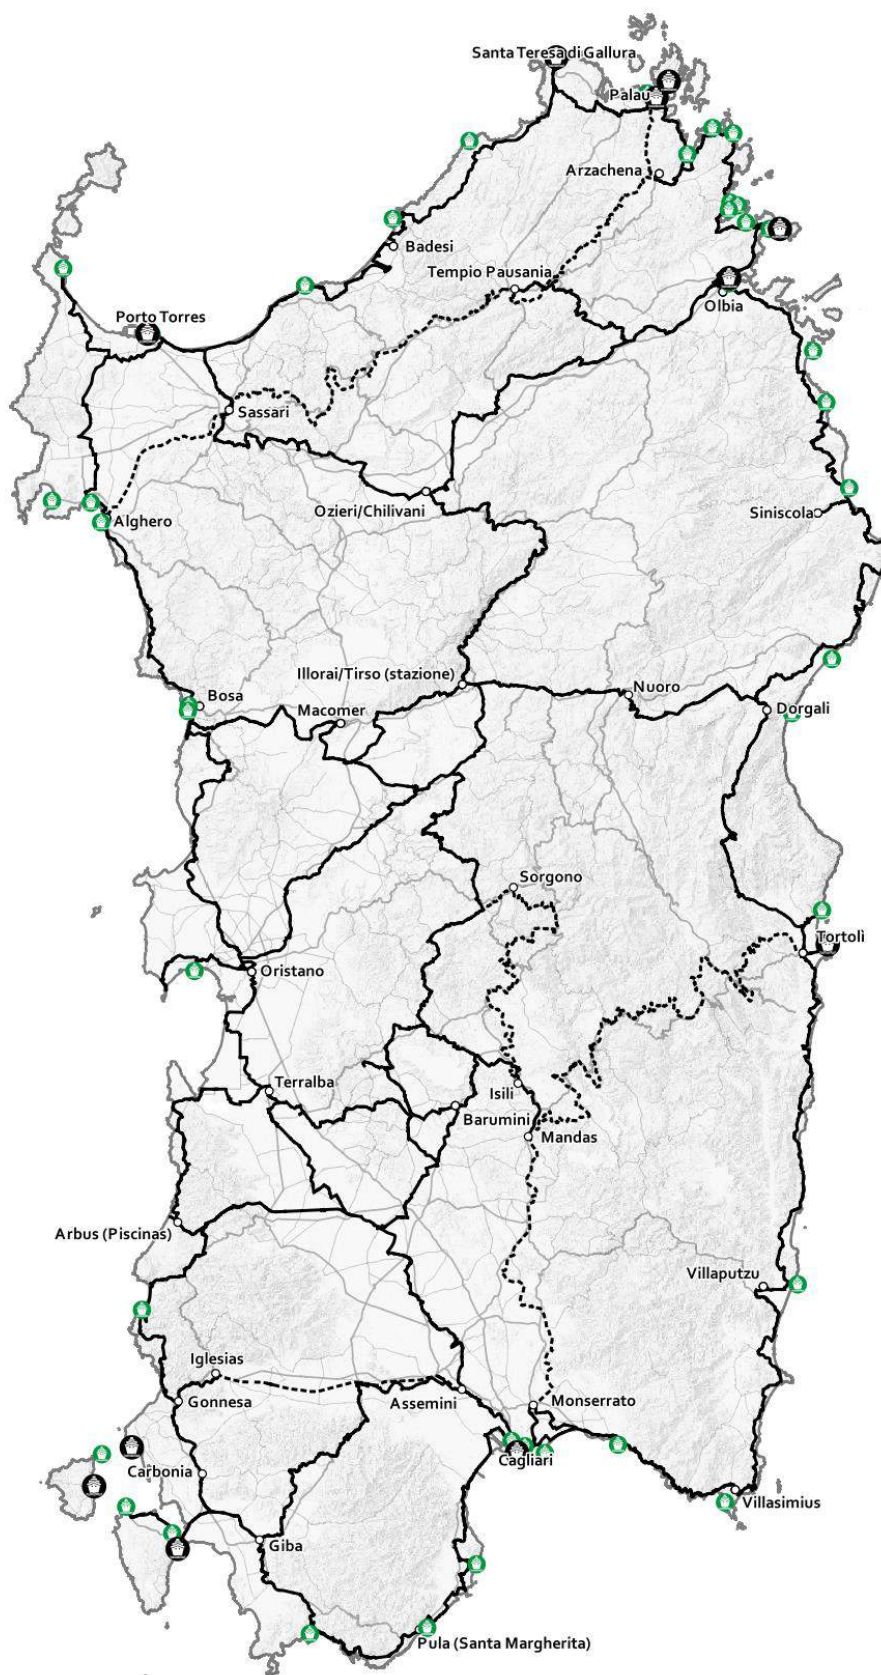 Santa Teresa di Gallura
Palau
Arzachena
Badesi
Tempio Pausania
Olbia
Porto Torres
Sassari
Ozieri/Chilivani
Siniscola
Alghero
Illorai/Tirso (stazione)
Nuoro
Bosa
Macomer
Dorgali
Sorgono
Tortolì
Oristano
Terralba
Isili
Barumini
Mandas
Arbus (Piscinas)
Villaputzu
Iglesias
Gonnesa
Assemini
Monserrato
Cagliari
Carbonia
Villasimius
Giba
Pula (Santa Margherita)